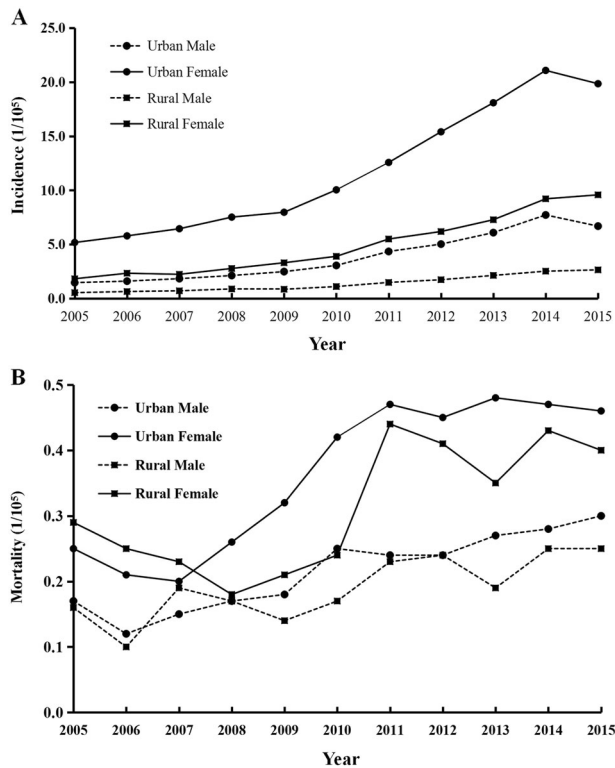 A
Urban Male
Urban Female
Rural Male
Rural Female
Incidence (1/10⁵)
25.0
20.0
15.0
10.0
5.0
0.0
2005 2006 2007 2008 2009 2010 2011 2012 2013 2014 2015
Year
B
Urban Male
Urban Female
Rural Male
Rural Female
Mortality (1/10⁵)
0.5
0.4
0.3
0.2
0.1
0.0
2005 2006 2007 2008 2009 2010 2011 2012 2013 2014 2015
Year